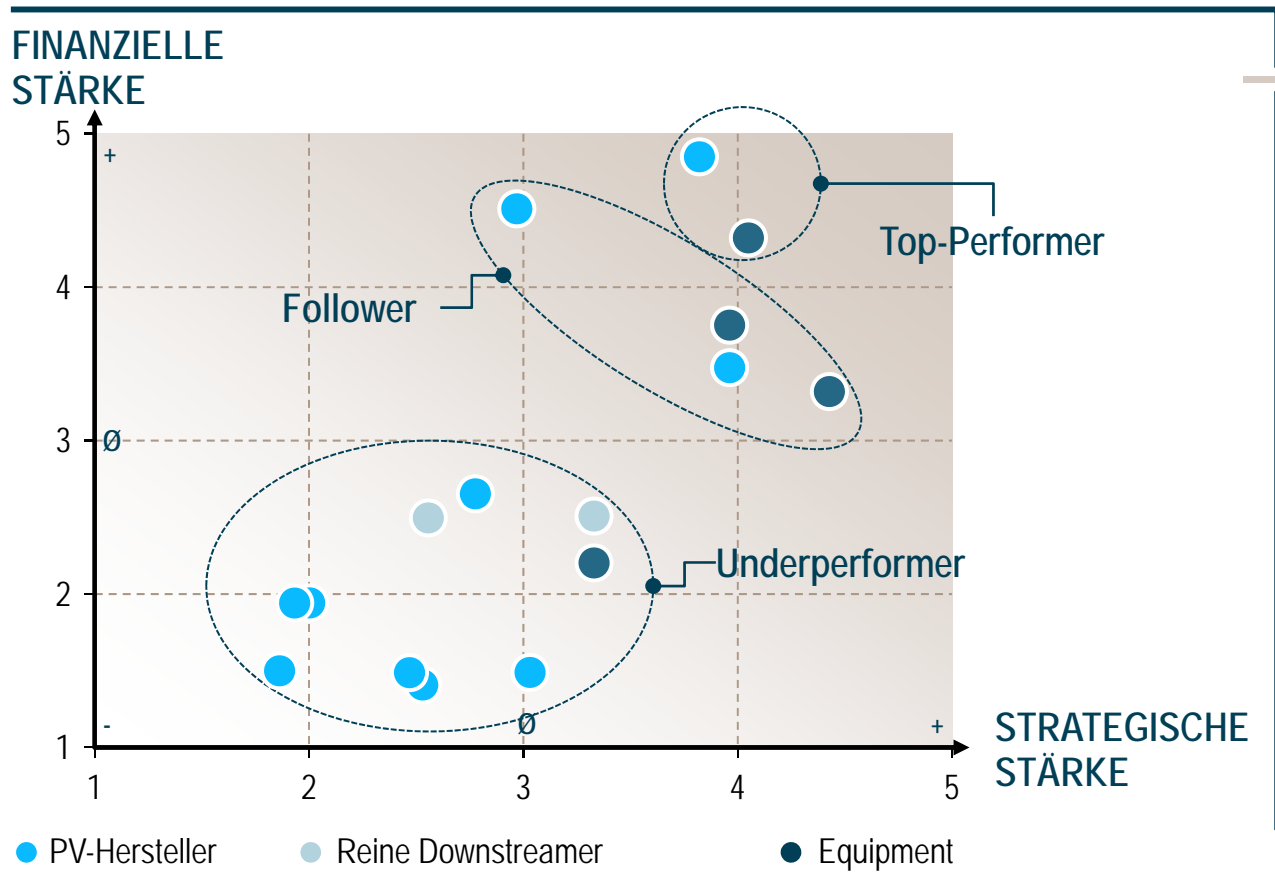 FINANZIELLE
STÄRKE
5
+
Top-Performer
4
Follower
3
Ø
Underperformer
2
-
Ø
+
1
STRATEGISCHE
STÄRKE
1
2
3
4
5
PV-Hersteller
Reine Downstreamer
Equipment